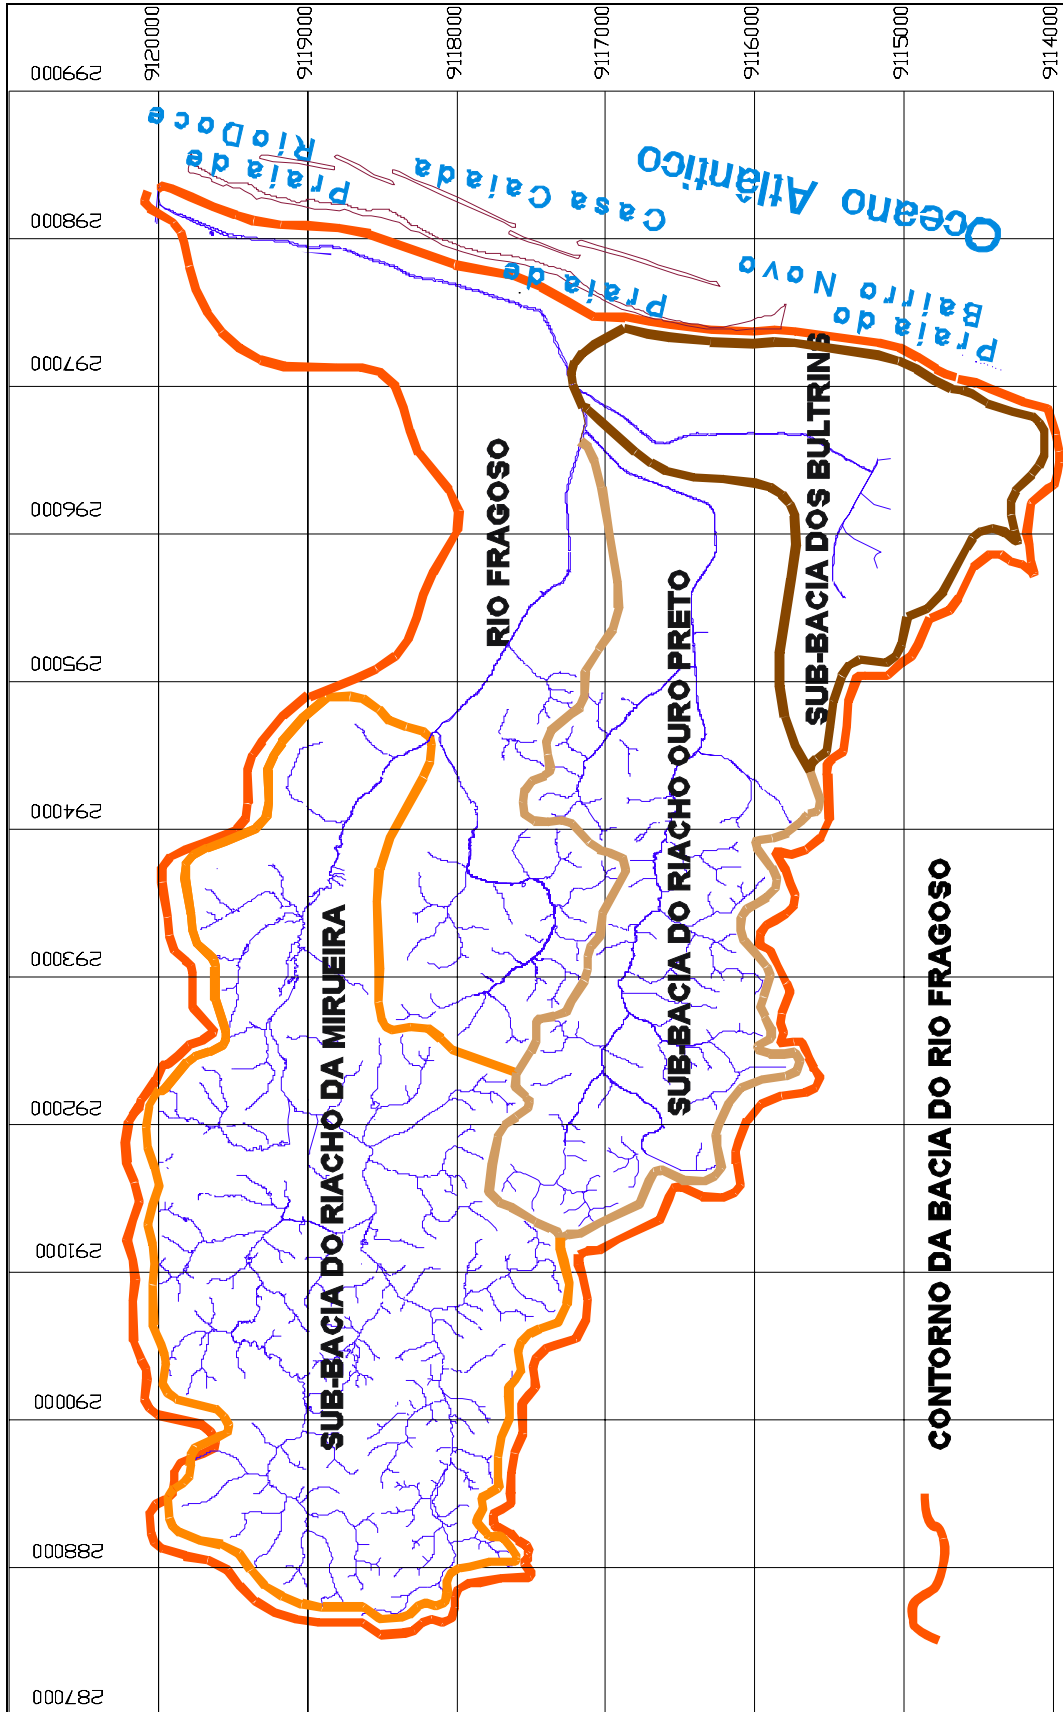 9120000
9119000
9118000
9117000
9116000
9115000
9114000
299000
298000
297000
296000
295000
294000
293000
292000
291000
290000
288000
287000
Praia de
Rio Doce
Praia de
Casa Caiada
Praia do
Bairro Novo
Oceano Atlântico
RIO FRAGOSO
SUB-BACIA DOS BULTRINS
SUB-BACIA DO RIACHO OURO PRETO
SUB-BACIA DO RIACHO DA MIRUEIRA
CONTORNO DA BACIA DO RIO FRAGOSO